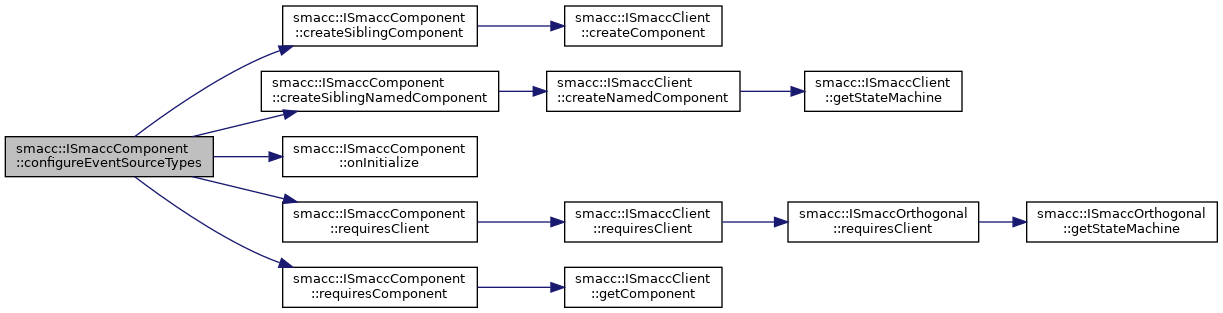 smacc::ISmaccComponent
::configureEventSourceTypes
smacc::ISmaccComponent
::createSiblingComponent
smacc::ISmaccClient
::createComponent
smacc::ISmaccComponent
::createSiblingNamedComponent
smacc::ISmaccClient
::createNamedComponent
smacc::ISmaccClient
::getStateMachine
smacc::ISmaccComponent
::onInitialize
smacc::ISmaccComponent
::requiresClient
smacc::ISmaccClient
::requiresClient
smacc::ISmaccOrthogonal
::requiresClient
smacc::ISmaccOrthogonal
::getStateMachine
smacc::ISmaccComponent
::requiresComponent
smacc::ISmaccClient
::getComponent